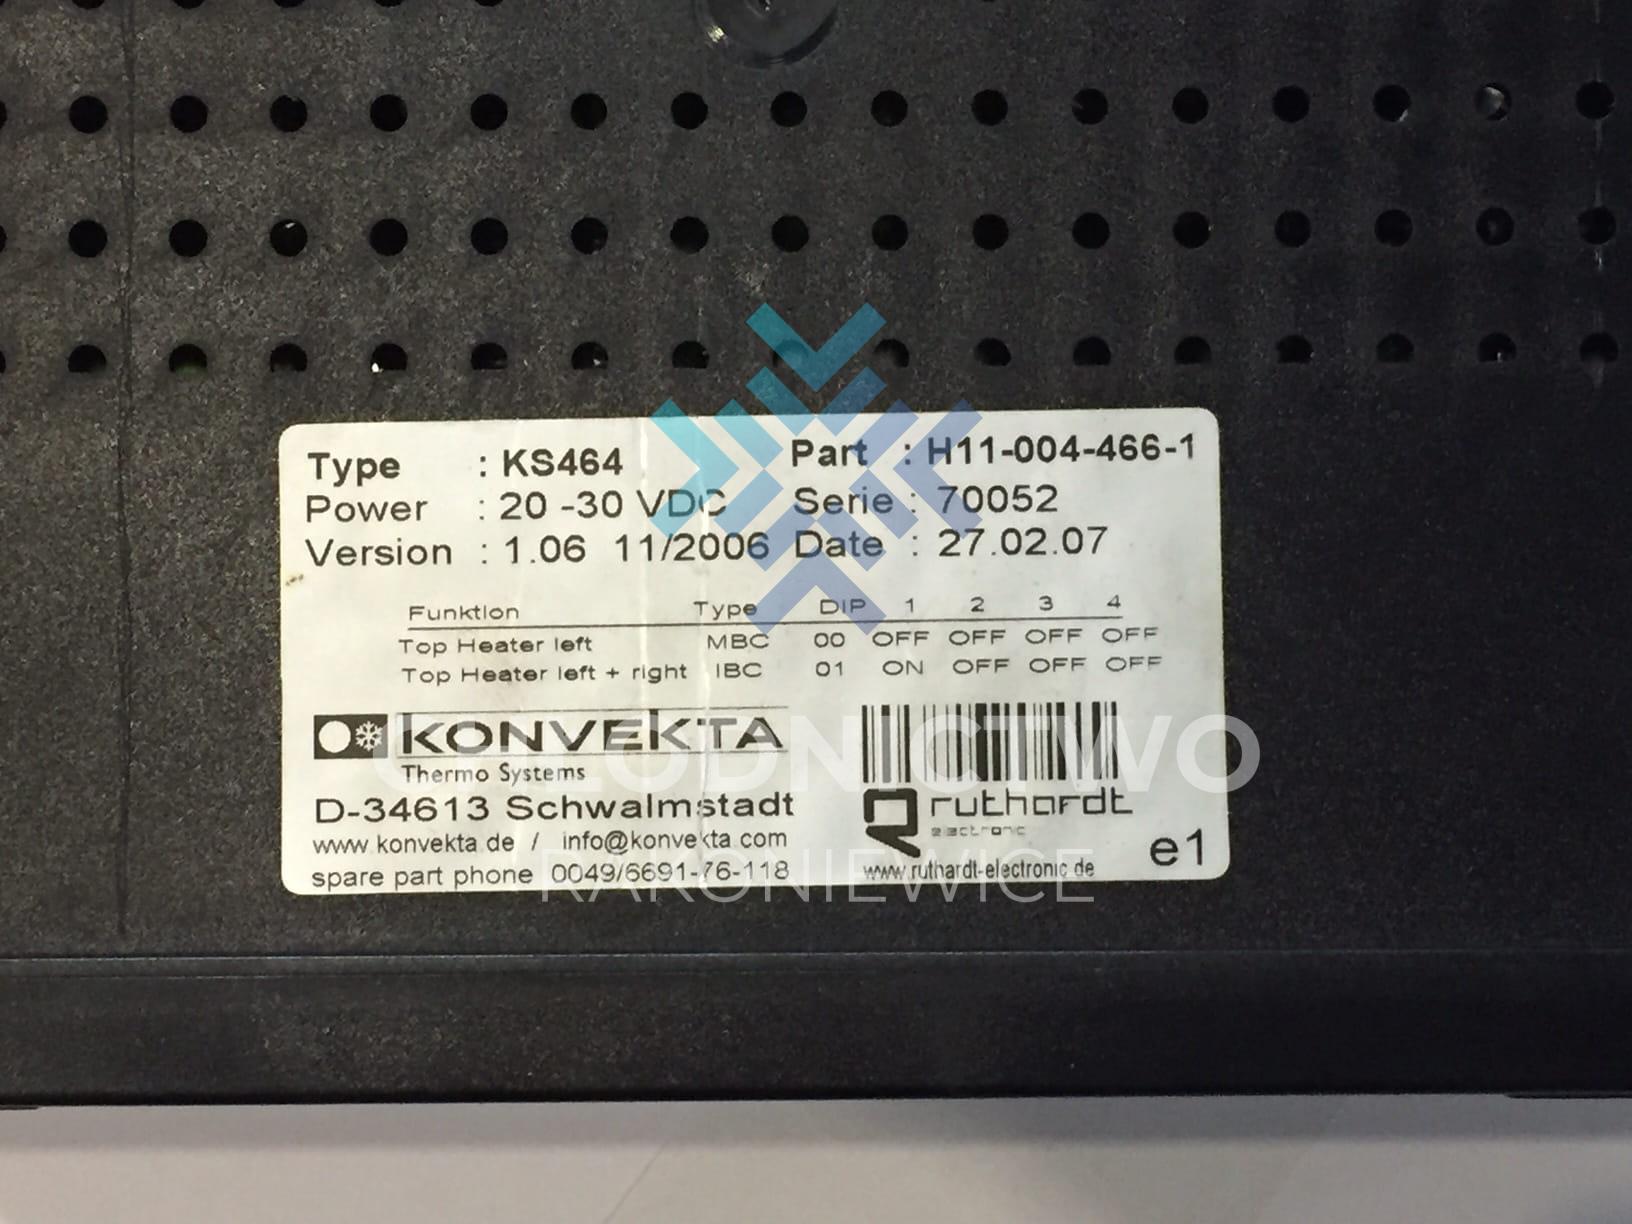 Type : KS464 Part : H11-004-466-1
Power : 20 -30 VDC Serie : 70052
Version : 1.06 11/2006 Date : 27.02.07
Funktion Type DIP 1 2 3 4
Top Heater left MBC 00 OFF OFF OFF OFF
Top Heater left + right IBC 01 ON OFF OFF OFF
KONVEKTA
Thermo Systems
D-34613 Schwalmstadt
www.konvekta.de / info@konvekta.com
spare part phone 0049/6691-76-118
ruthardt
electronic
www.ruthardt-electronic.de
e1
CHŁODNICTWO
RAKONIEWICE